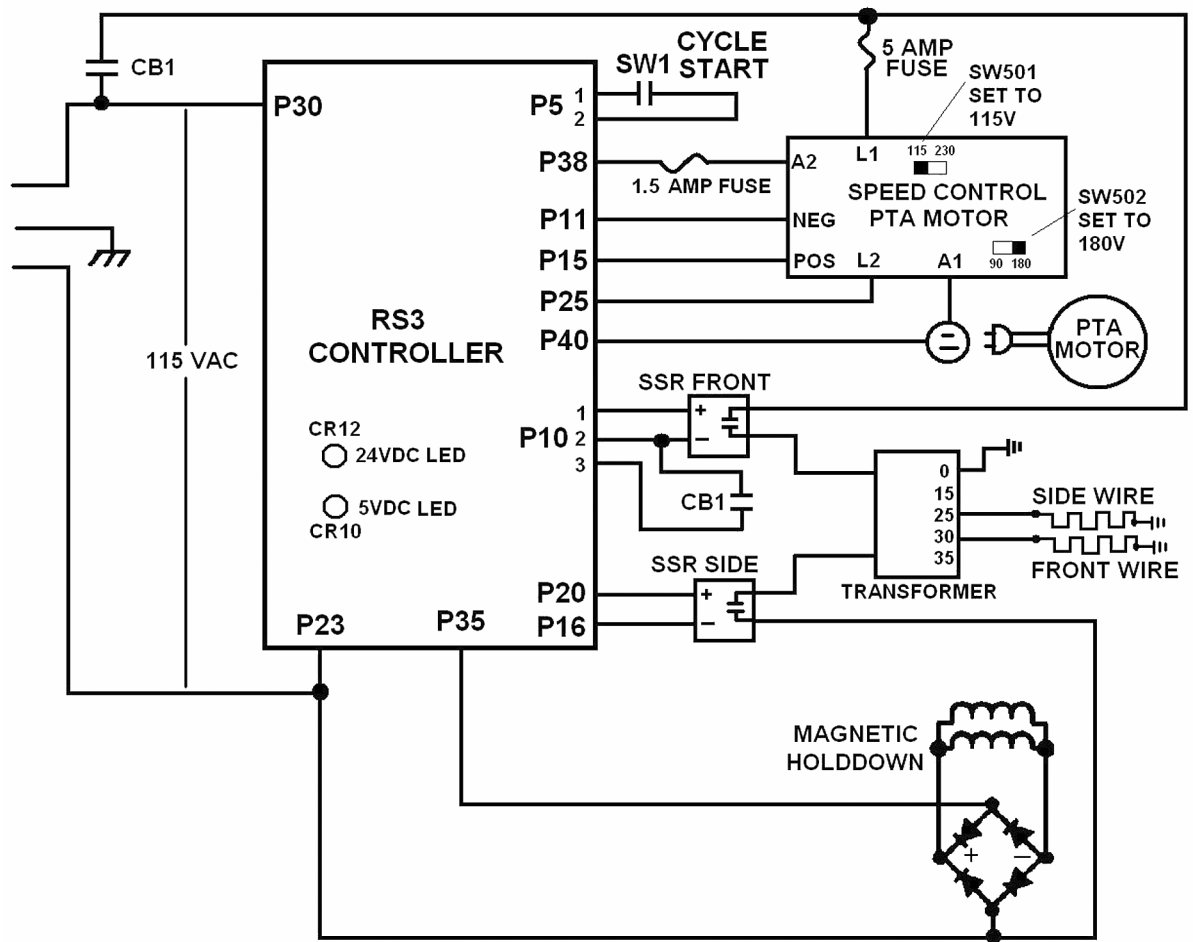 CB1
P30
115 VAC
RS3
CONTROLLER
CR12
24VDC LED
5VDC LED
CR10
P23
P35
P5
1
2
SW1
CYCLE
START
P38
1.5 AMP FUSE
P11
P15
P25
P40
5 AMP
FUSE
SW501
SET TO
115V
A2
L1
115 230
SPEED CONTROL
PTA MOTOR
NEG
POS
L2
A1
90 180
SW502
SET TO
180V
PTA
MOTOR
SSR FRONT
P10
1
2
3
+
−
CB1
0
15
25
30
35
TRANSFORMER
SIDE WIRE
FRONT WIRE
SSR SIDE
P20
P16
+
−
MAGNETIC
HOLDDOWN
+ −